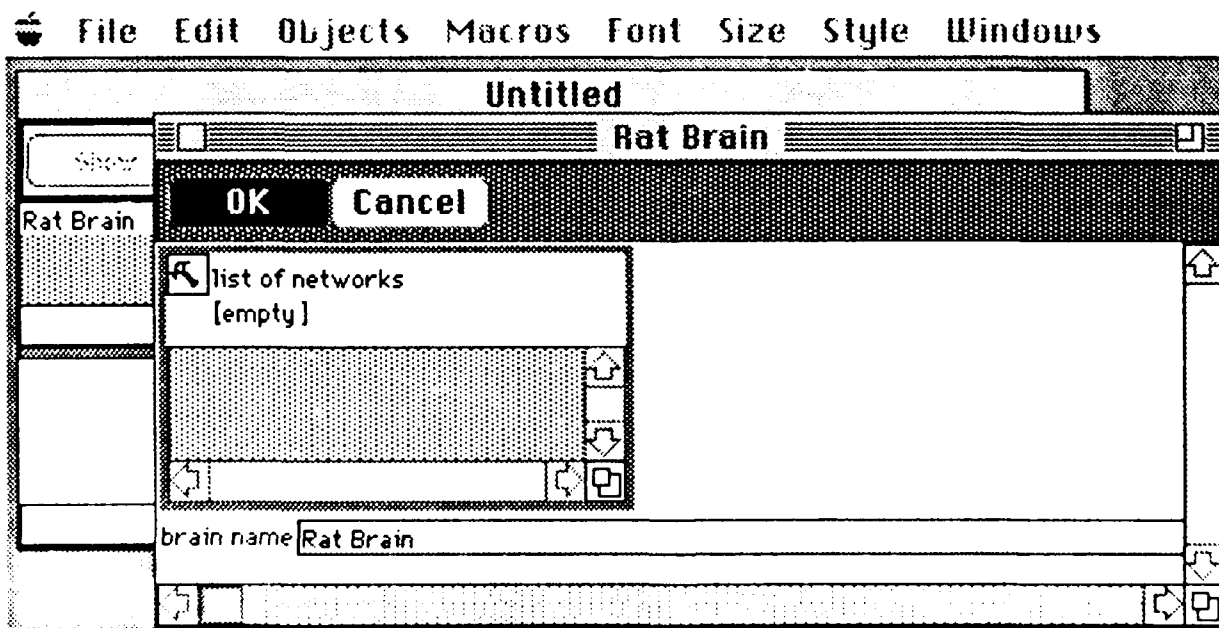 File Edit Objects Macros Font Size Style Windows
Untitled
Rat Brain
OK Cancel
Rat Brain
list of networks
[empty]
brain name Rat Brain